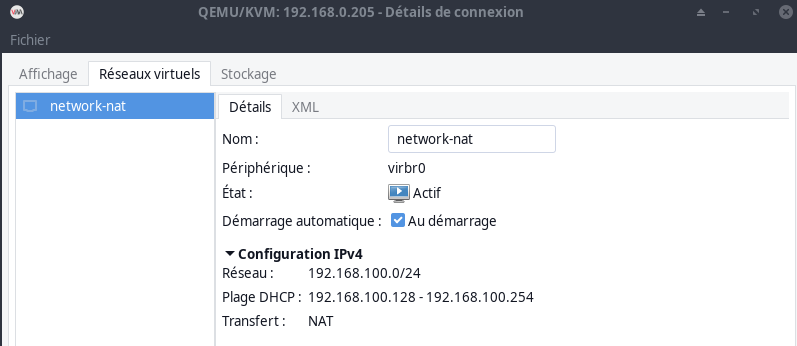 QEMU/KVM: 192.168.0.205 - Détails de connexion
Fichier
Affichage Réseaux virtuels Stockage
network-nat
Détails XML
Nom : network-nat
Périphérique : virbr0
État : Actif
Démarrage automatique : Au démarrage
Configuration IPv4
Réseau : 192.168.100.0/24
Plage DHCP : 192.168.100.128 - 192.168.100.254
Transfert : NAT